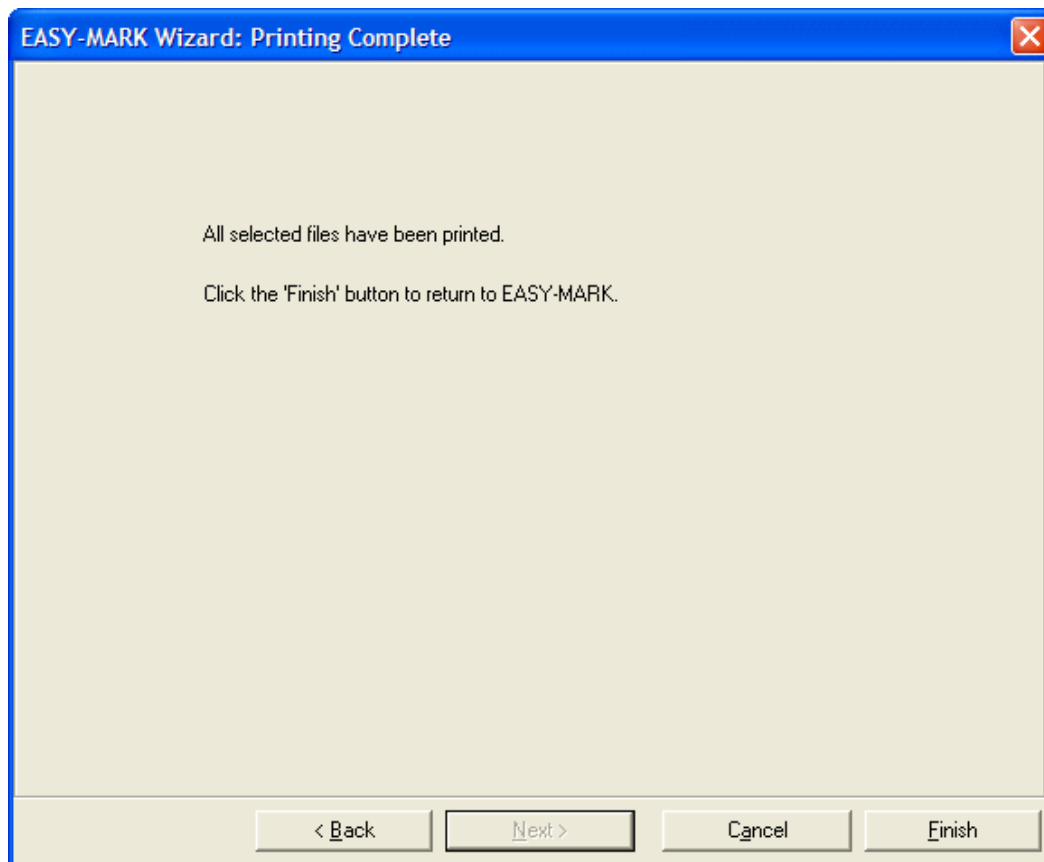 EASY-MARK Wizard: Printing Complete
All selected files have been printed.
Click the 'Finish' button to return to EASY-MARK.
< Back Next > Cancel Finish